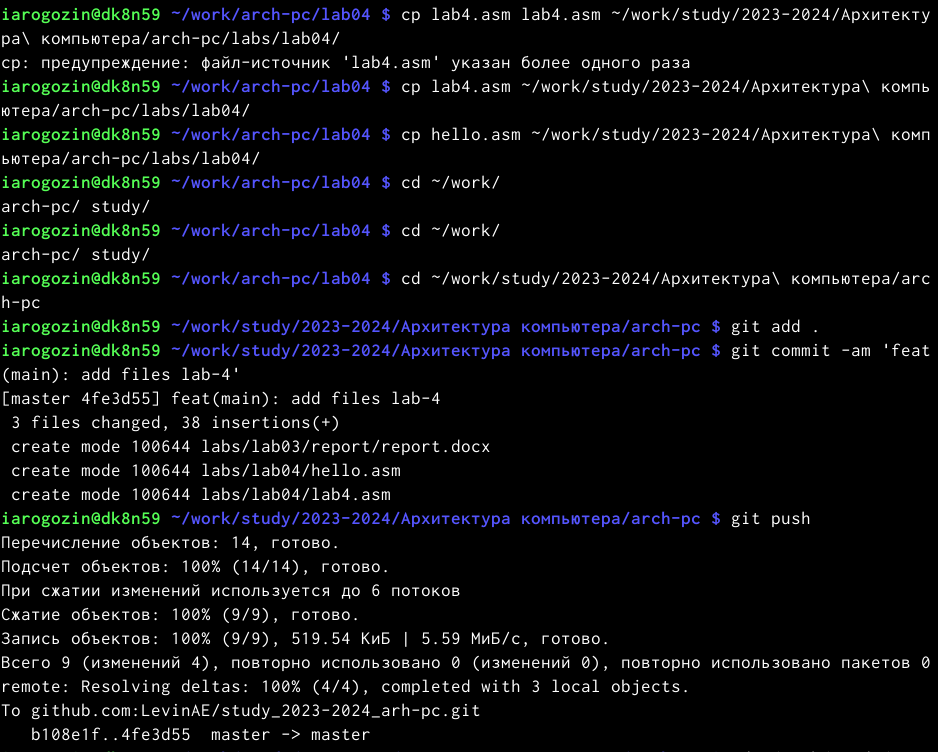 iarogozin@dk8n59 ~/work/arch-pc/lab04 $ cp lab4.asm lab4.asm ~/work/study/2023-2024/Архитекту
ра\ компьютера/arch-pc/labs/lab04/
cp: предупреждение: файл-источник 'lab4.asm' указан более одного раза
iarogozin@dk8n59 ~/work/arch-pc/lab04 $ cp lab4.asm ~/work/study/2023-2024/Архитектура\ компь
ютера/arch-pc/labs/lab04/
iarogozin@dk8n59 ~/work/arch-pc/lab04 $ cp hello.asm ~/work/study/2023-2024/Архитектура\ комп
ьютера/arch-pc/labs/lab04/
iarogozin@dk8n59 ~/work/arch-pc/lab04 $ cd ~/work/
arch-pc/ study/
iarogozin@dk8n59 ~/work/arch-pc/lab04 $ cd ~/work/
arch-pc/ study/
iarogozin@dk8n59 ~/work/arch-pc/lab04 $ cd ~/work/study/2023-2024/Архитектура\ компьютера/arc
h-pc
iarogozin@dk8n59 ~/work/study/2023-2024/Архитектура компьютера/arch-pc $ git add .
iarogozin@dk8n59 ~/work/study/2023-2024/Архитектура компьютера/arch-pc $ git commit -am 'feat
(main): add files lab-4'
[master 4fe3d55] feat(main): add files lab-4
 3 files changed, 38 insertions(+)
 create mode 100644 labs/lab03/report/report.docx
 create mode 100644 labs/lab04/hello.asm
 create mode 100644 labs/lab04/lab4.asm
iarogozin@dk8n59 ~/work/study/2023-2024/Архитектура компьютера/arch-pc $ git push
Перечисление объектов: 14, готово.
Подсчет объектов: 100% (14/14), готово.
При сжатии изменений используется до 6 потоков
Сжатие объектов: 100% (9/9), готово.
Запись объектов: 100% (9/9), 519.54 КиБ | 5.59 МиБ/с, готово.
Всего 9 (изменений 4), повторно использовано 0 (изменений 0), повторно использовано пакетов 0
remote: Resolving deltas: 100% (4/4), completed with 3 local objects.
To github.com:LevinAE/study_2023-2024_arh-pc.git
   b108e1f..4fe3d55  master -> master